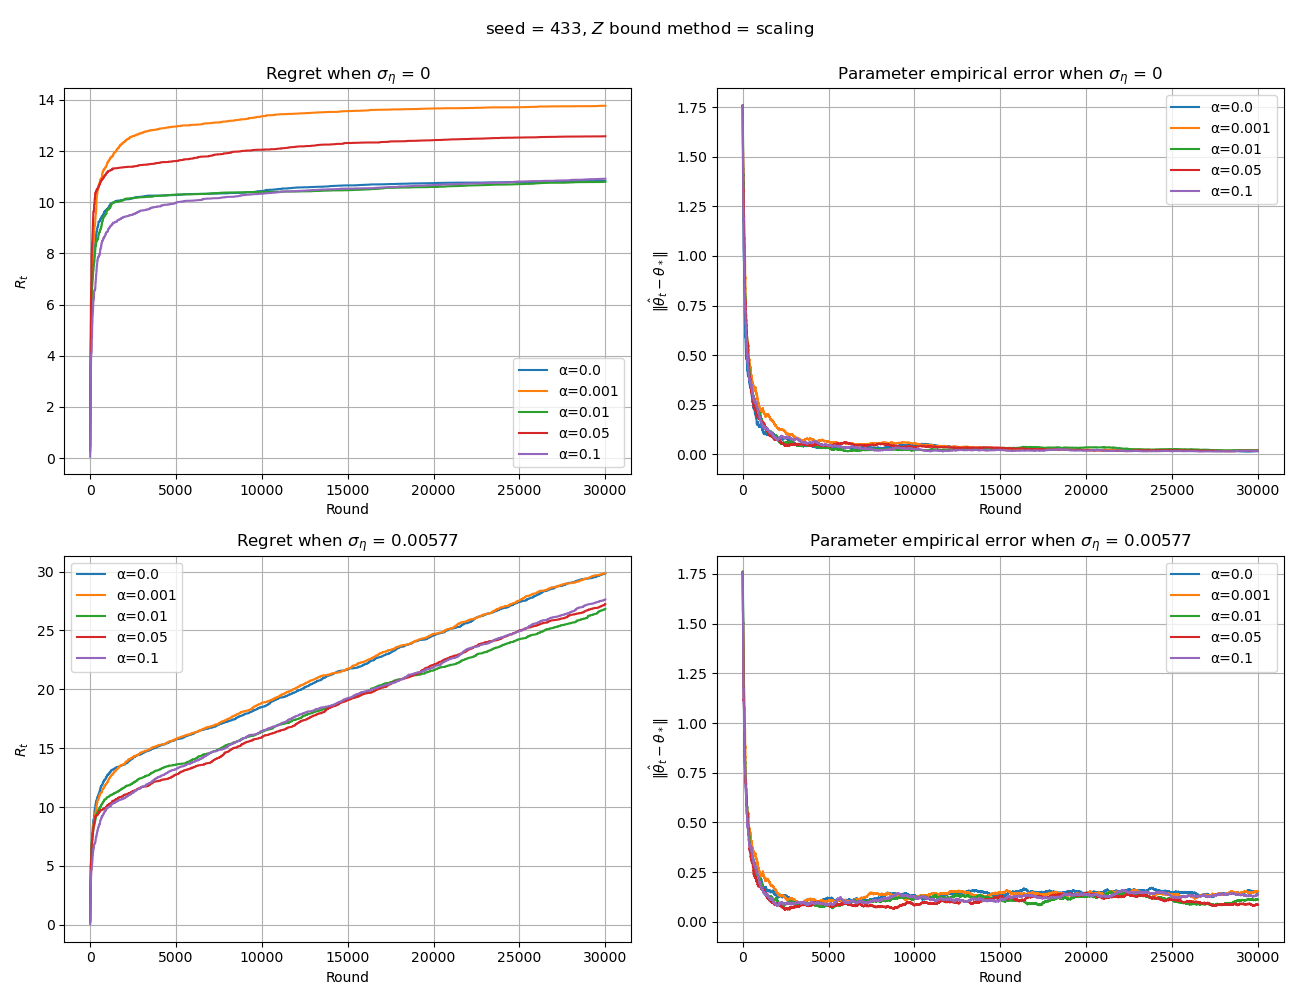 seed = 433, Z bound method = scaling
Regret when σ_η = 0
14
12
10
8
6
4
2
0
R_t
0 5000 10000 15000 20000 25000 30000
Round
α=0.0
α=0.001
α=0.01
α=0.05
α=0.1
Parameter empirical error when σ_η = 0
1.75
1.50
1.25
1.00
0.75
0.50
0.25
0.00
‖θ̂_t − θ_*‖
0 5000 10000 15000 20000 25000 30000
Round
α=0.0
α=0.001
α=0.01
α=0.05
α=0.1
Regret when σ_η = 0.00577
30
25
20
15
10
5
0
R_t
0 5000 10000 15000 20000 25000 30000
Round
α=0.0
α=0.001
α=0.01
α=0.05
α=0.1
Parameter empirical error when σ_η = 0.00577
1.75
1.50
1.25
1.00
0.75
0.50
0.25
0.00
‖θ̂_t − θ_*‖
0 5000 10000 15000 20000 25000 30000
Round
α=0.0
α=0.001
α=0.01
α=0.05
α=0.1